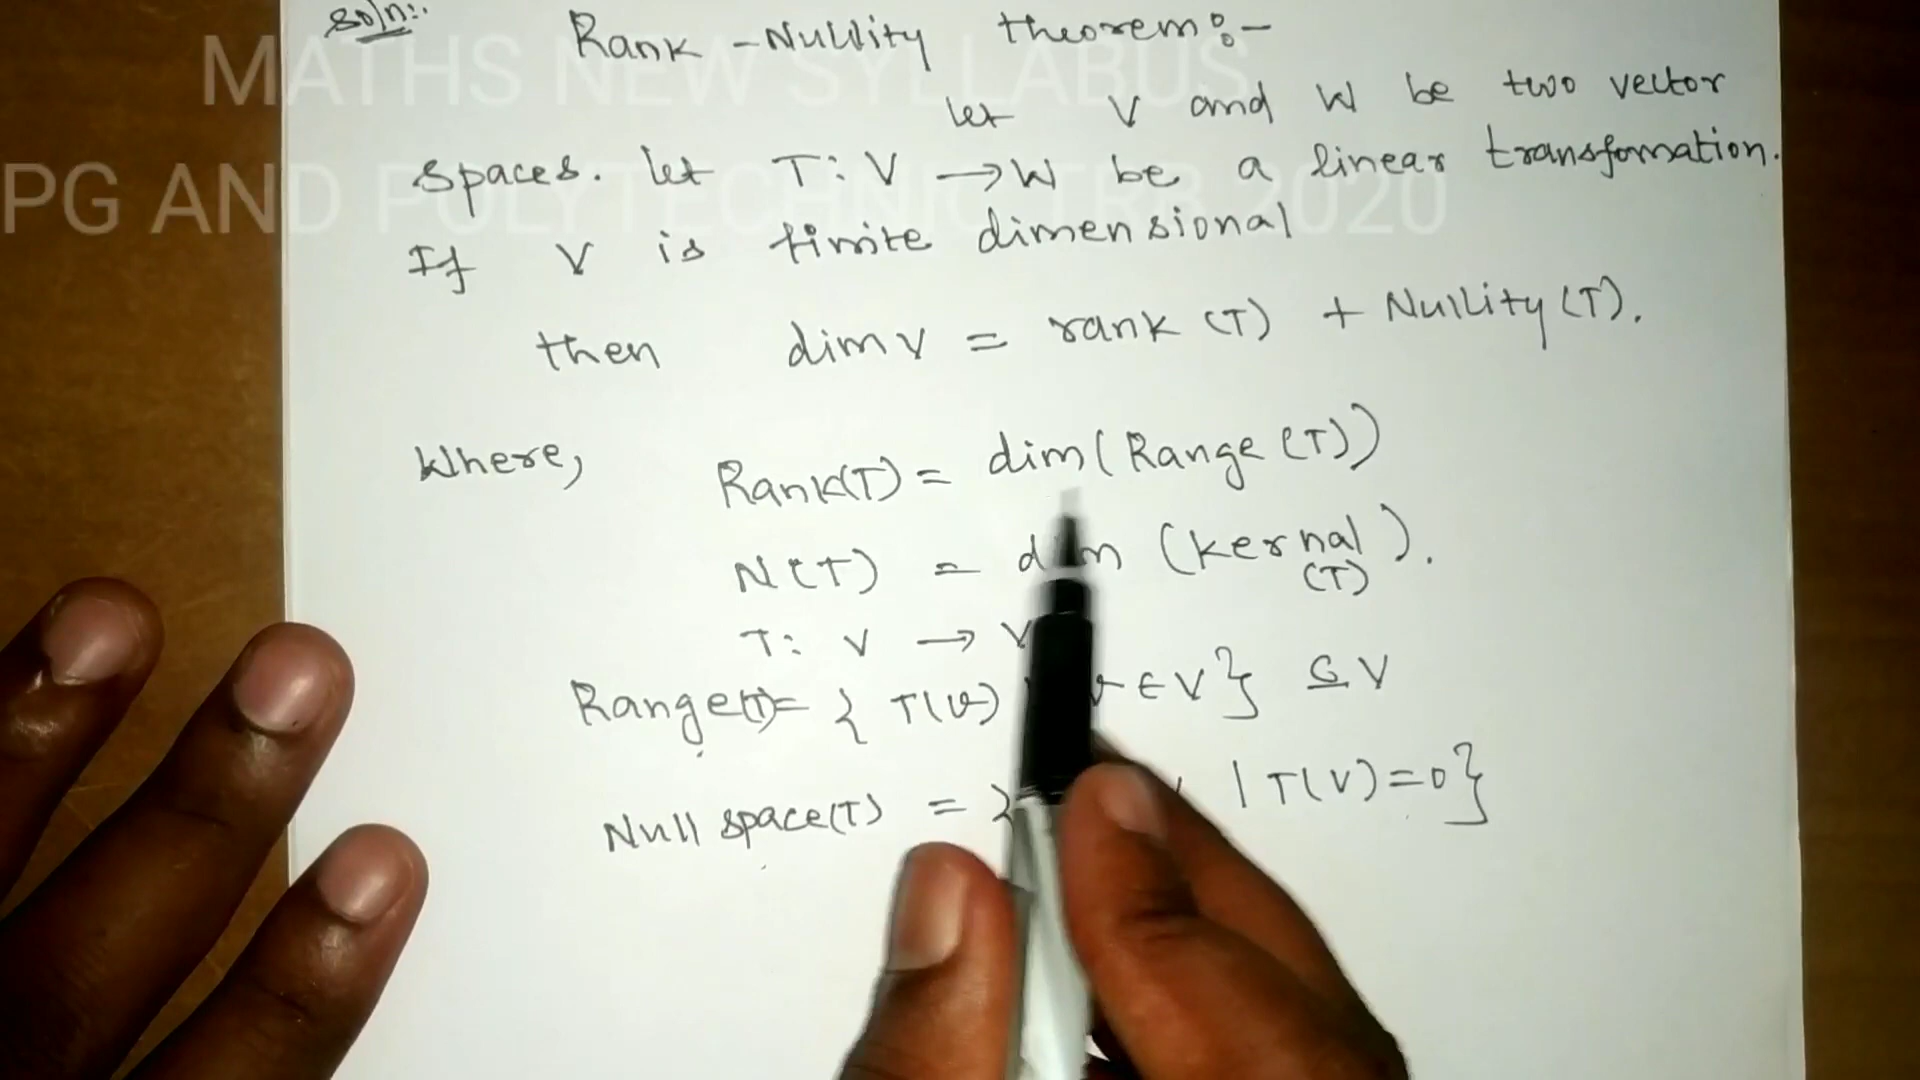 Soln:
Rank - Nullity theorem:-
MATHS NEW SYLLABUS
let V and W be two vector
spaces. let T: V → W be a linear transfomation.
PG AND POLYTECHNIC TRB 2020
If V is finite dimensional
then dim V = rank (T) + Nullity (T).
Where, Rank(T) = dim (Range (T))
N(T) = dim (kernal (T)).
T: V → V
Range(T) = { T(v) v ∈ V } ⊆ V
Null space(T) = { | T(V) = 0 }